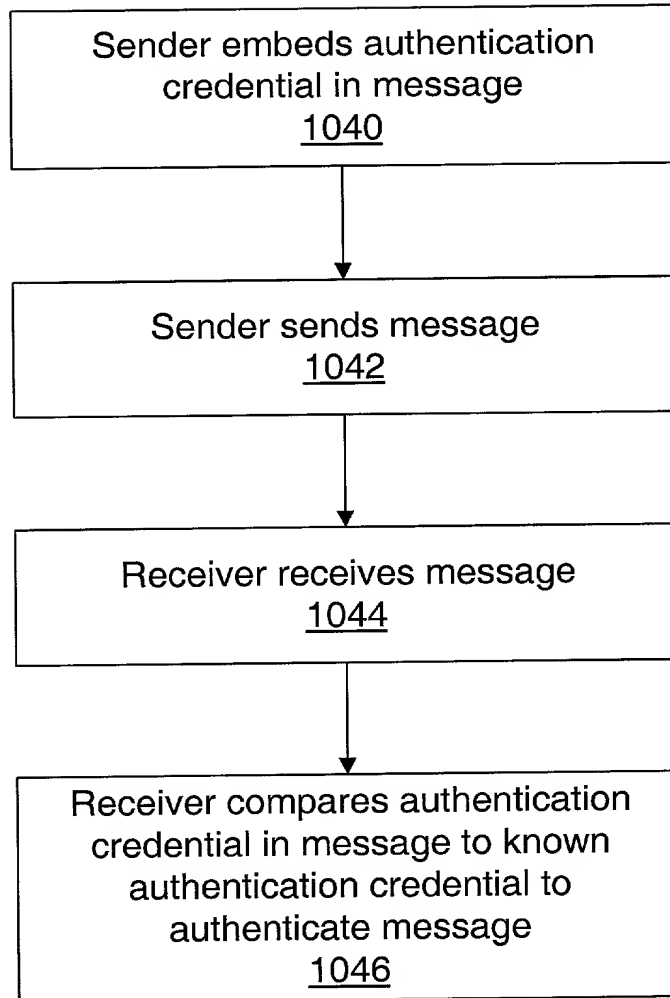 Sender embeds authentication
credential in message
1040
Sender sends message
1042
Receiver receives message
1044
Receiver compares authentication
credential in message to known
authentication credential to
authenticate message
1046